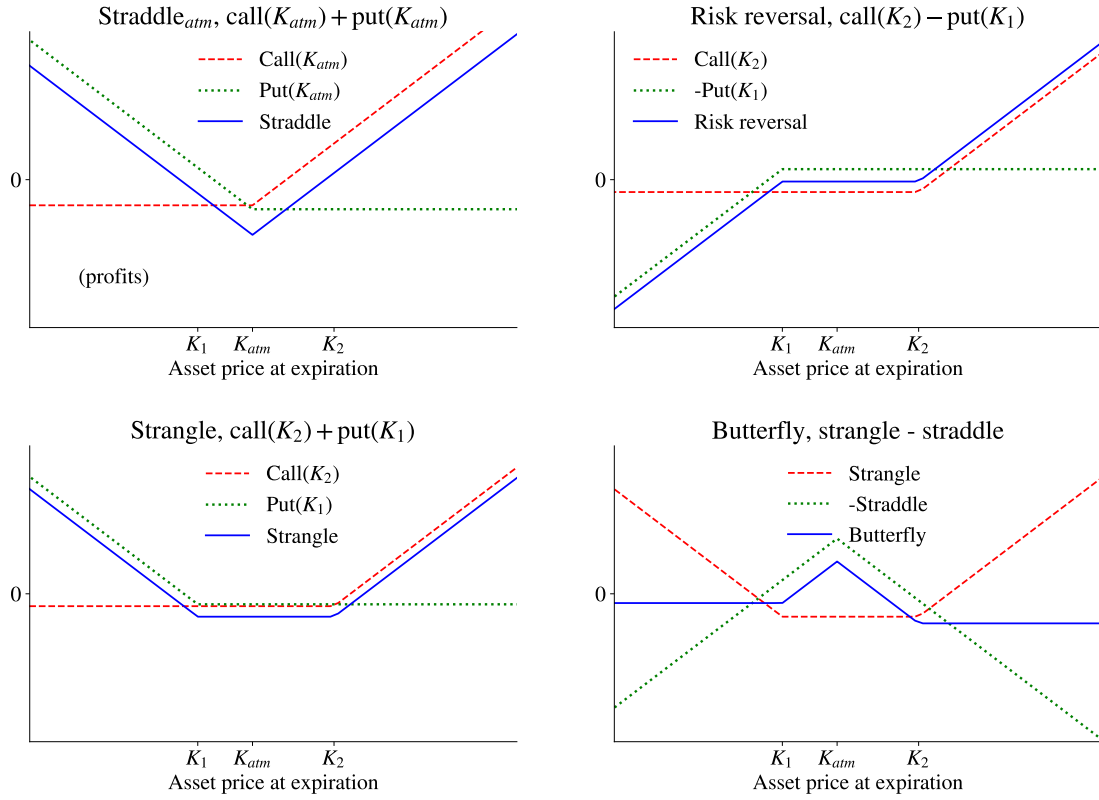 Straddle_atm, call(K_atm) + put(K_atm)
Call(K_atm)
Put(K_atm)
Straddle
0
(profits)
K_1 K_atm K_2
Asset price at expiration
Risk reversal, call(K_2) − put(K_1)
Call(K_2)
-Put(K_1)
Risk reversal
0
K_1 K_atm K_2
Asset price at expiration
Strangle, call(K_2) + put(K_1)
Call(K_2)
Put(K_1)
Strangle
0
K_1 K_atm K_2
Asset price at expiration
Butterfly, strangle - straddle
Strangle
-Straddle
Butterfly
0
K_1 K_atm K_2
Asset price at expiration